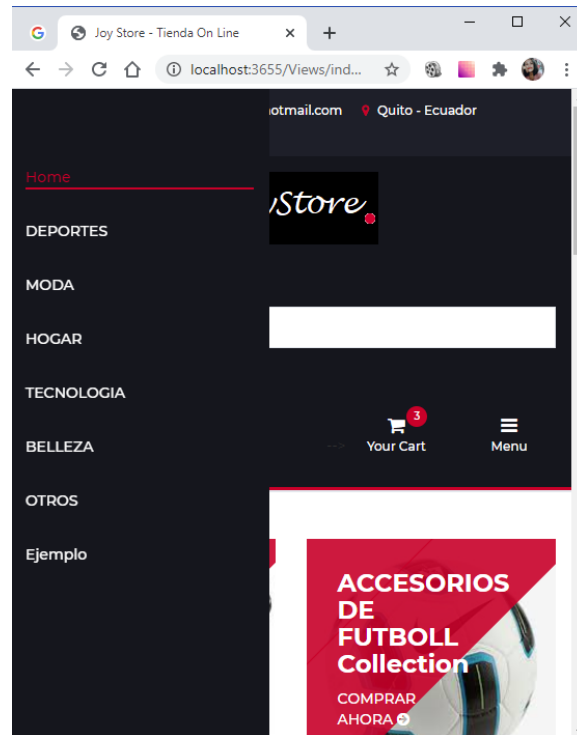 Joy Store - Tienda On Line
localhost:3655/Views/ind...
otmail.com Quito - Ecuador
Home
Store
DEPORTES
MODA
HOGAR
TECNOLOGIA
3
BELLEZA
--> Your Cart Menu
OTROS
Ejemplo
ACCESORIOS
DE
FUTBOLL
Collection
COMPRAR
AHORA